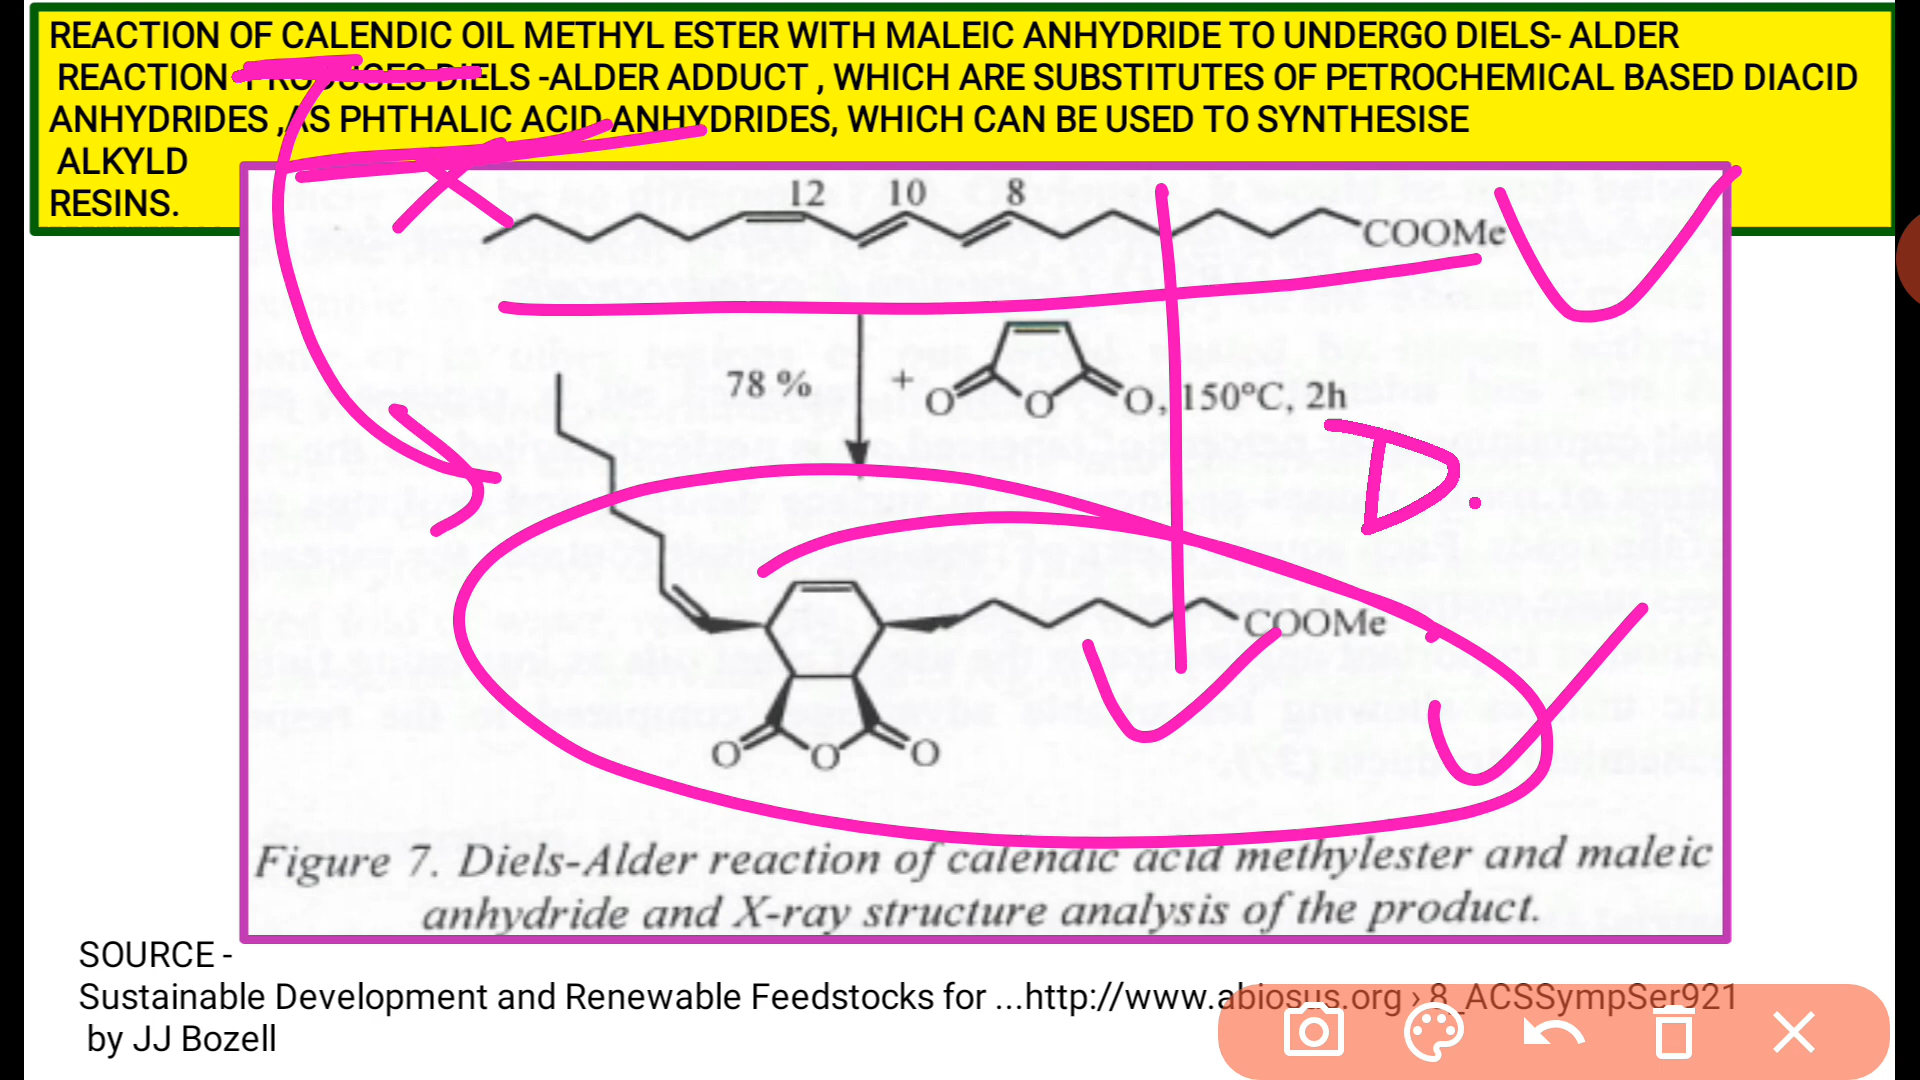 REACTION OF CALENDIC OIL METHYL ESTER WITH MALEIC ANHYDRIDE TO UNDERGO DIELS- ALDER
REACTION PRODUCES DIELS -ALDER ADDUCT , WHICH ARE SUBSTITUTES OF PETROCHEMICAL BASED DIACID
ANHYDRIDES ,AS PHTHALIC ACID ANHYDRIDES, WHICH CAN BE USED TO SYNTHESISE
ALKYLD
RESINS.
12 10 8
COOMe
78 % + O O O, 150°C, 2h
D.
COOMe
O O O
Figure 7. Diels-Alder reaction of calendic acid methylester and maleic
anhydride and X-ray structure analysis of the product.
SOURCE -
Sustainable Development and Renewable Feedstocks for ...http://www.abiosus.org › 8_ACSSympSer921
by JJ Bozell